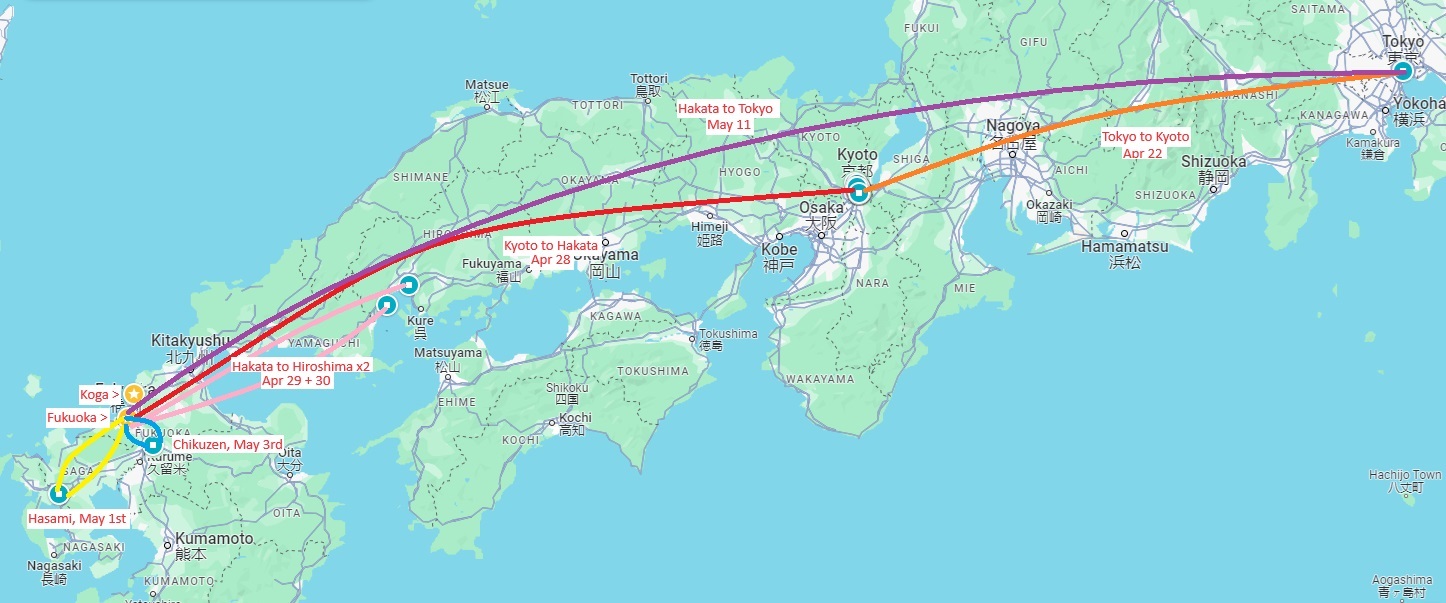 SAITAMA
FUKUI
GIFU
Tokyo
東京
Matsue
松江
Tottori
鳥取
TOTTORI
Hakata to Tokyo
May 11
YAMANASHI
Yokoha
横浜
KANAGAWA
Kamakura
鎌倉
Nagoya
名古屋
Tokyo to Kyoto
Apr 22
KYOTO
Kyoto
京都
SHIGA
AICHI
Shizuoka
静岡
SHIMANE
OKAYAMA
HYOGO
SHIZUOKA
Okazaki
岡崎
Osaka
大阪
Himeji
姫路
HIROSHIMA
Kyoto to Hakata
Apr 28
Okayama
岡山
Kobe
神戸
Hamamatsu
浜松
Fukuyama
福山
NARA
MIE
Kure
呉
KAGAWA
Tokushima
徳島
Kitakyushu
北九州
YAMAGUCHI
Matsuyama
松山
Hakata to Hiroshima x2
Apr 29 + 30
TOKUSHIMA
WAKAYAMA
Koga >
Shikoku
四国
EHIME
Fukuoka >
Kochi
高知
KOCHI
FUKUOKA
Chikuzen, May 3rd
Kurume
久留米
Oita
大分
SAGA
Hachijo Town
八丈町
Hasami, May 1st
OITA
Kumamoto
熊本
NAGASAKI
Nagasaki
長崎
KUMAMOTO
Aogashima
青ヶ島村
Yatsushiro